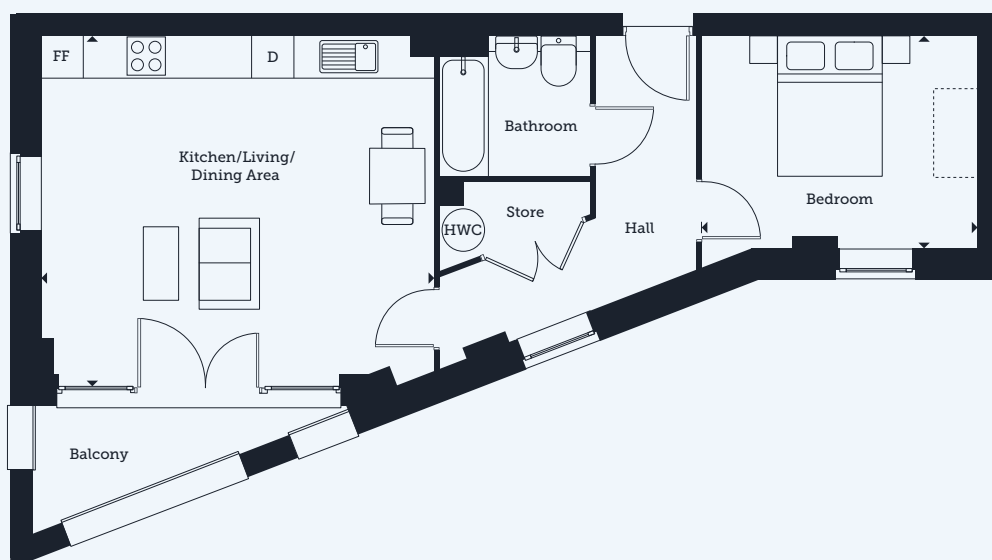 FF
D
Bathroom
Kitchen/Living/
Dining Area
Bedroom
Store
HWC
Hall
Balcony